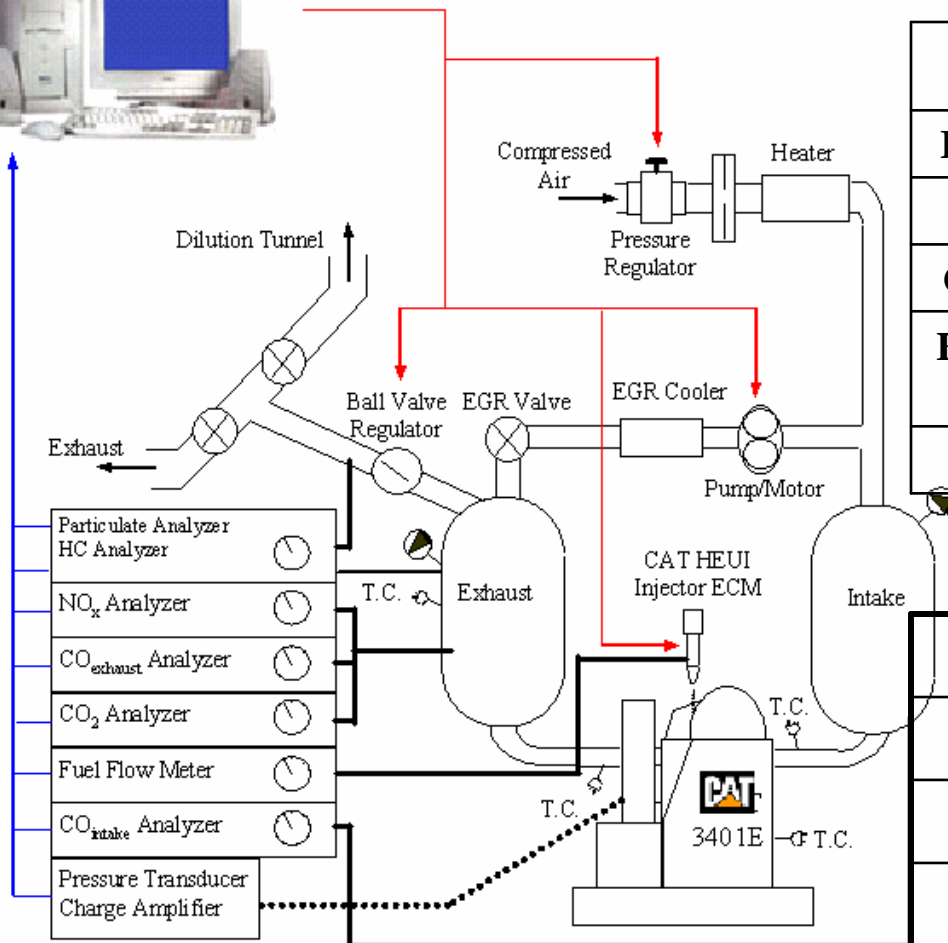 Compressed
Air
Heater
Pressure
Regulator
Dilution Tunnel
Exhaust
Ball Valve
Regulator
EGR Valve
EGR Cooler
Pump/Motor
Particulate Analyzer
HC Analyzer
NOx Analyzer
COexhaust Analyzer
CO2 Analyzer
Fuel Flow Meter
COintake Analyzer
Pressure Transducer
Charge Amplifier
T.C.
Exhaust
CAT HEUI
Injector ECM
Intake
T.C.
T.C.
CAT
3401E
T.C.